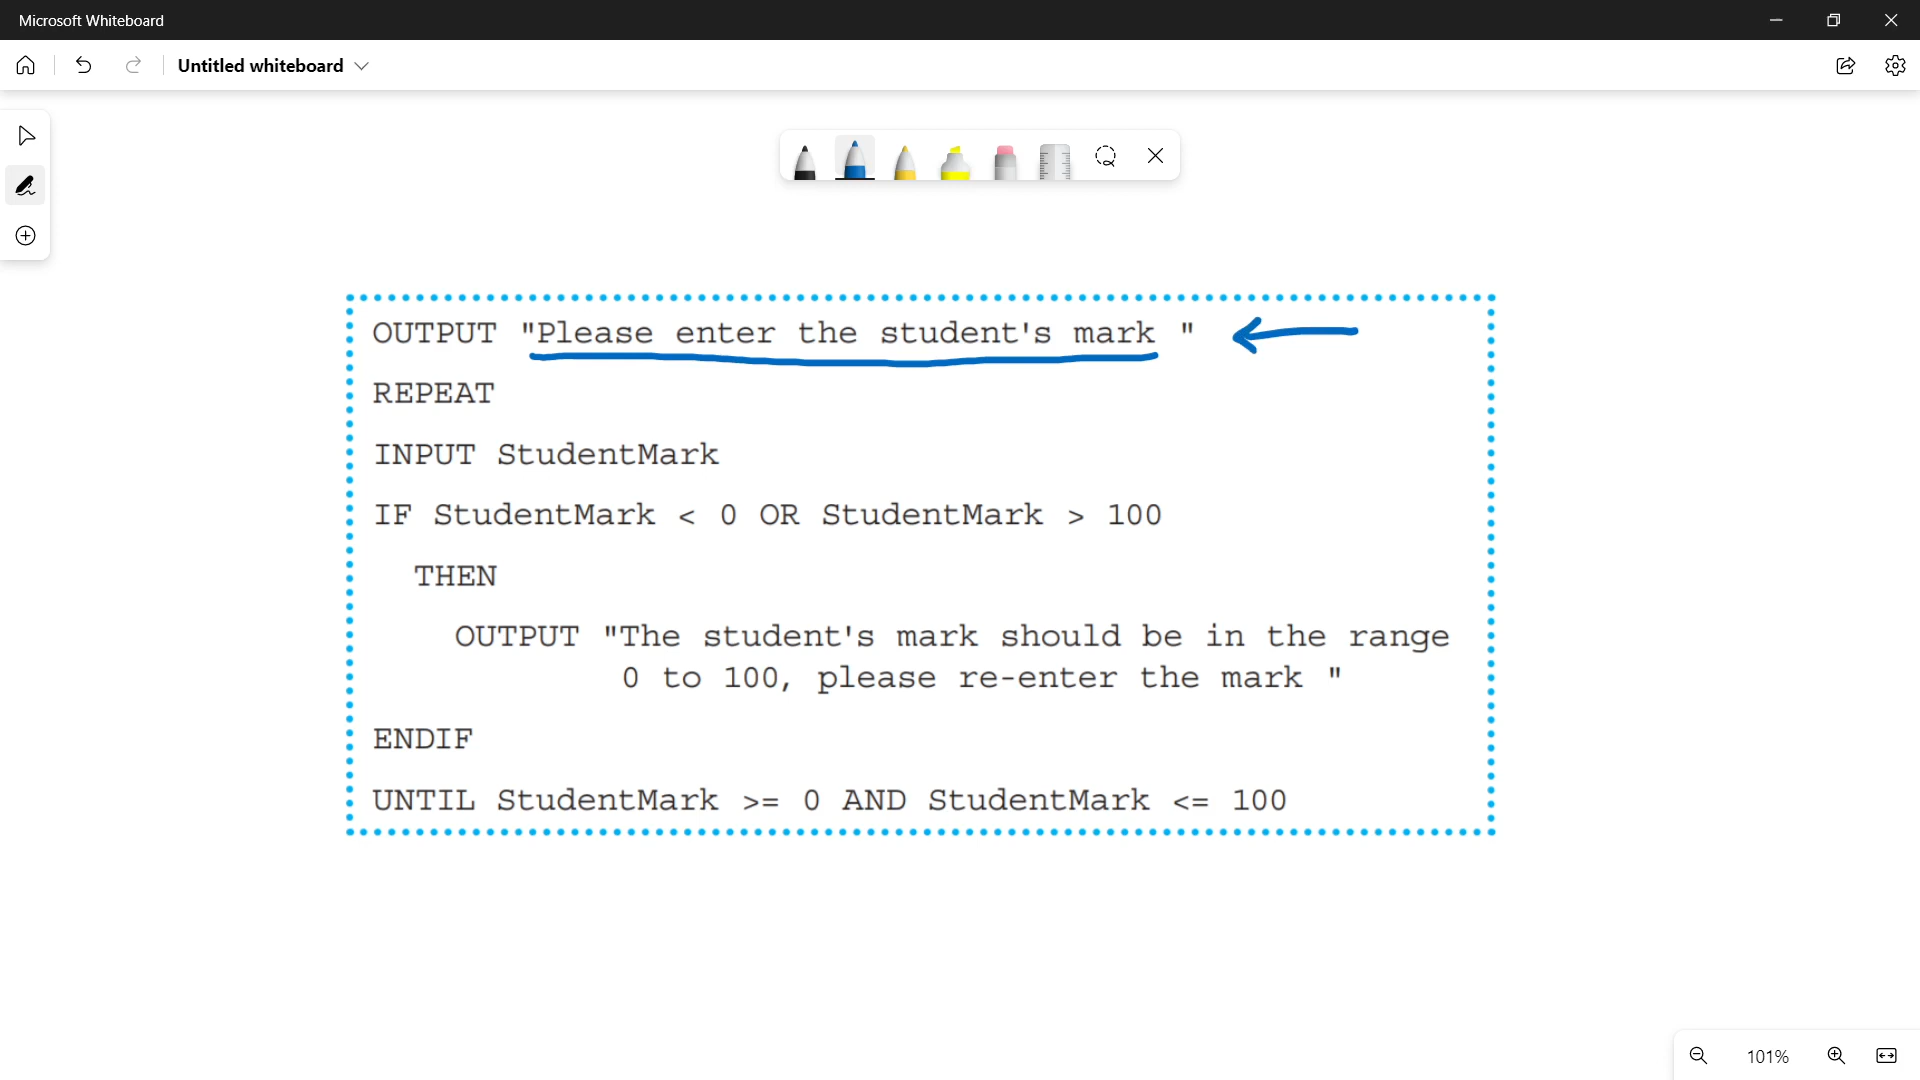 Microsoft Whiteboard
Untitled whiteboard
OUTPUT "Please enter the student's mark "
REPEAT
INPUT StudentMark
IF StudentMark < 0 OR StudentMark > 100
THEN
OUTPUT "The student's mark should be in the range
0 to 100, please re-enter the mark "
ENDIF
UNTIL StudentMark >= 0 AND StudentMark <= 100
101%